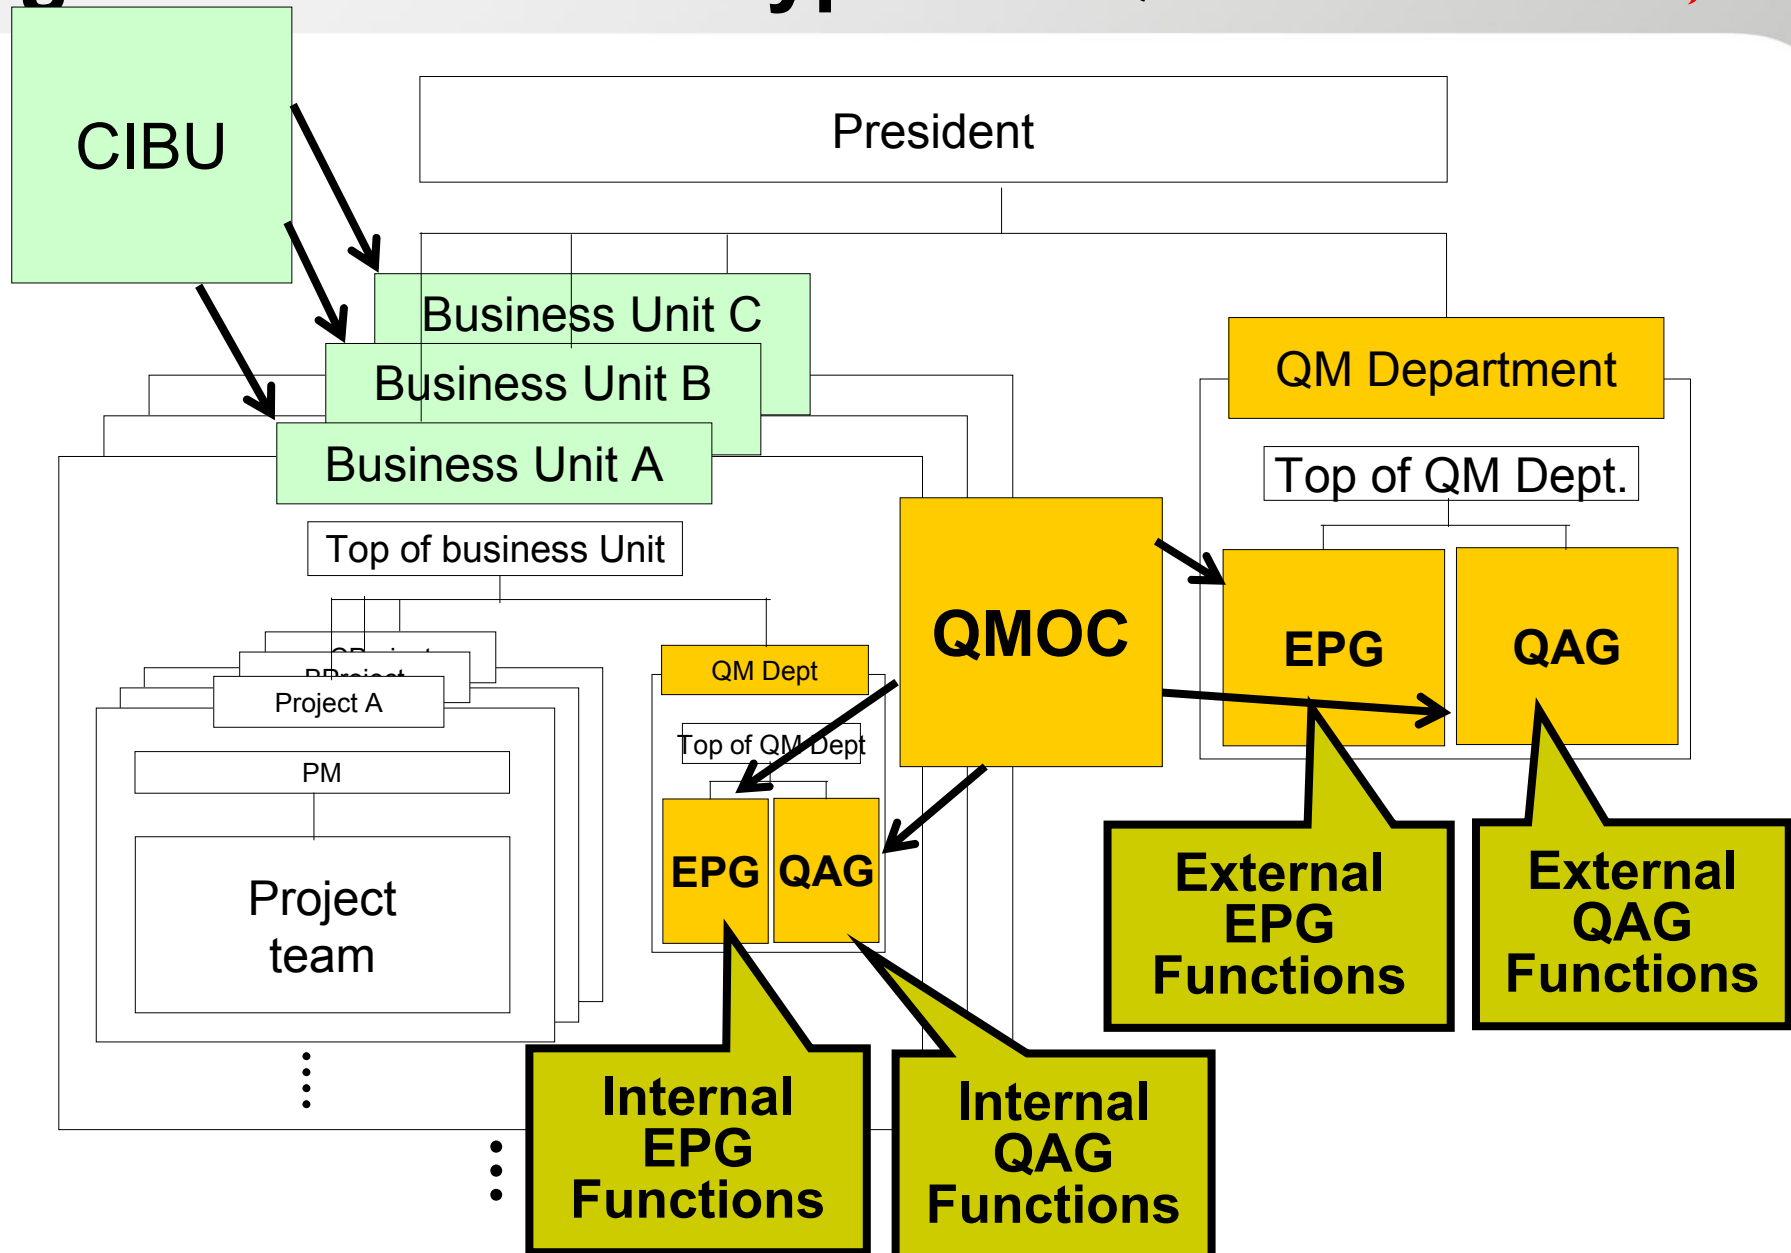 CIBU
President
Business Unit C
Business Unit B
Business Unit A
QM Department
Top of QM Dept.
Top of business Unit
QMOC
EPG
QAG
QM Dept
Project A
Top of QM Dept
PM
EPG
QAG
Project
team
External
EPG
Functions
External
QAG
Functions
Internal
EPG
Functions
Internal
QAG
Functions